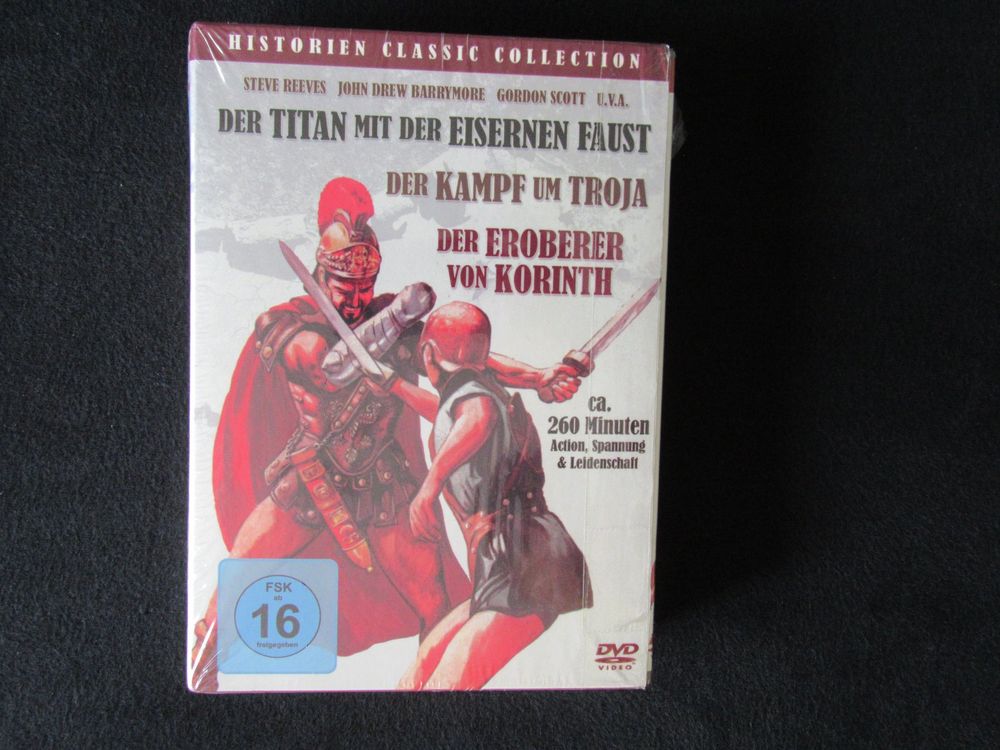 HISTORIEN CLASSIC COLLECTION
STEVE REEVES JOHN DREW BARRYMORE GORDON SCOTT U.V.A.
DER TITAN MIT DER EISERNEN FAUST
DER KAMPF UM TROJA
DER EROBERER
VON KORINTH
ca.
260 Minuten
Action, Spannung
& Leidenschaft
FSK
ab
16
freigegeben
DVD
VIDEO